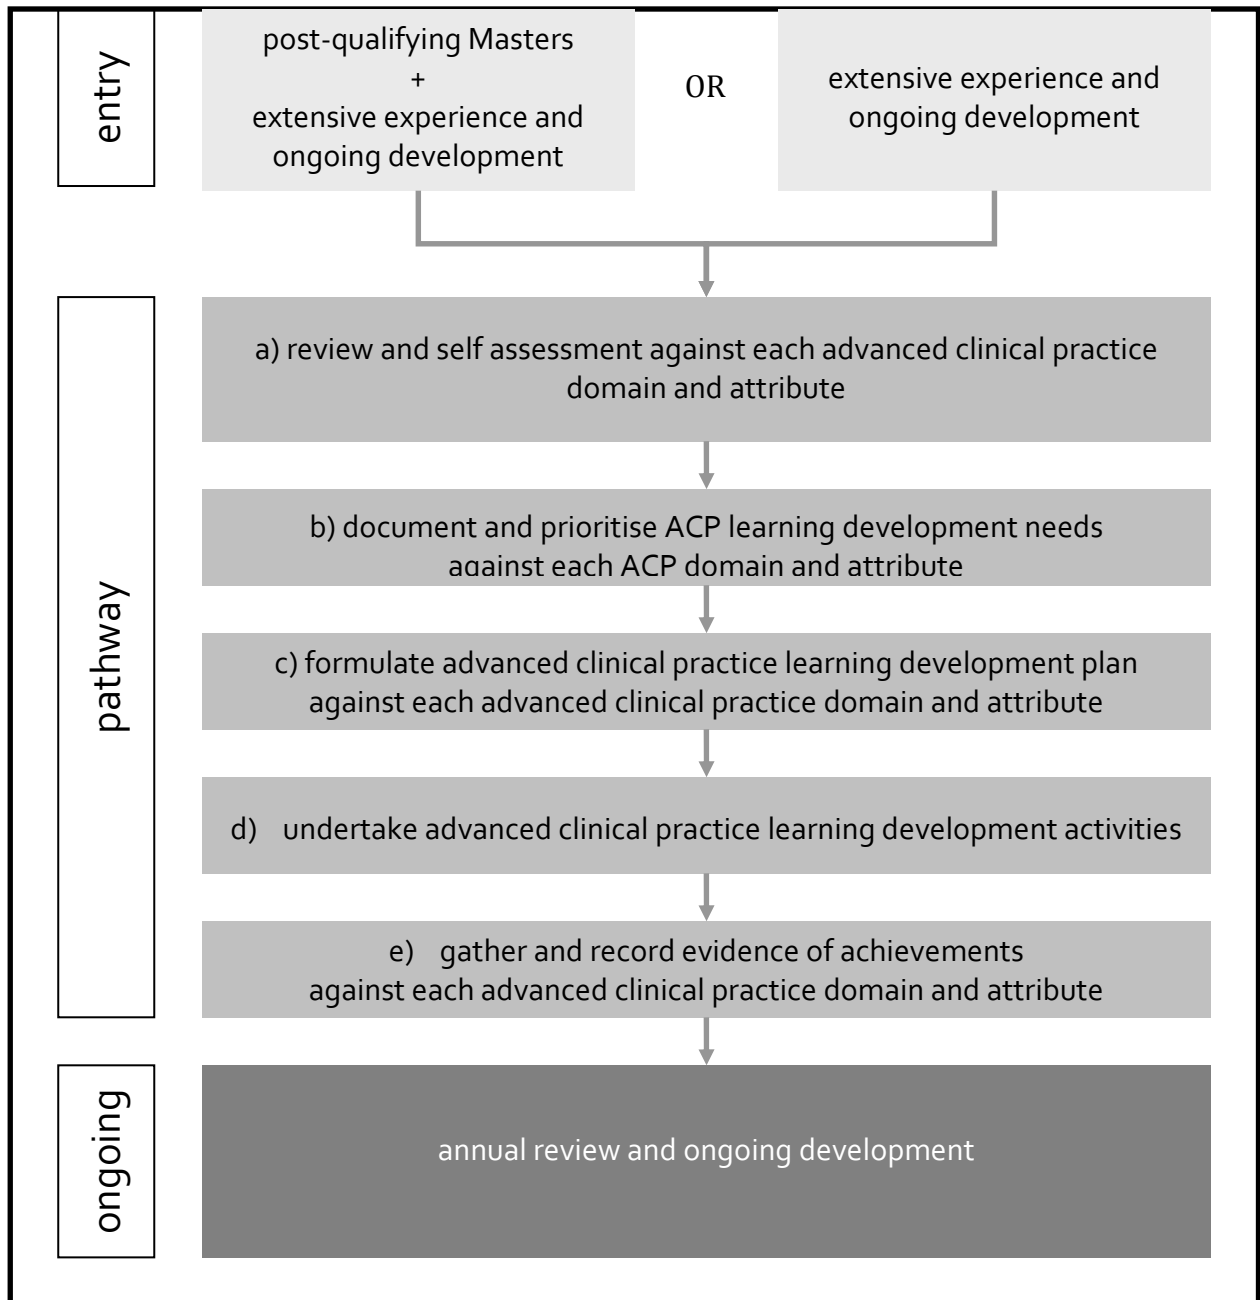 entry
post-qualifying Masters
+
extensive experience and
ongoing development
OR
extensive experience and
ongoing development
pathway
a) review and self assessment against each advanced clinical practice
domain and attribute
b) document and prioritise ACP learning development needs
against each ACP domain and attribute
c) formulate advanced clinical practice learning development plan
against each advanced clinical practice domain and attribute
d) undertake advanced clinical practice learning development activities
e) gather and record evidence of achievements
against each advanced clinical practice domain and attribute
ongoing
annual review and ongoing development